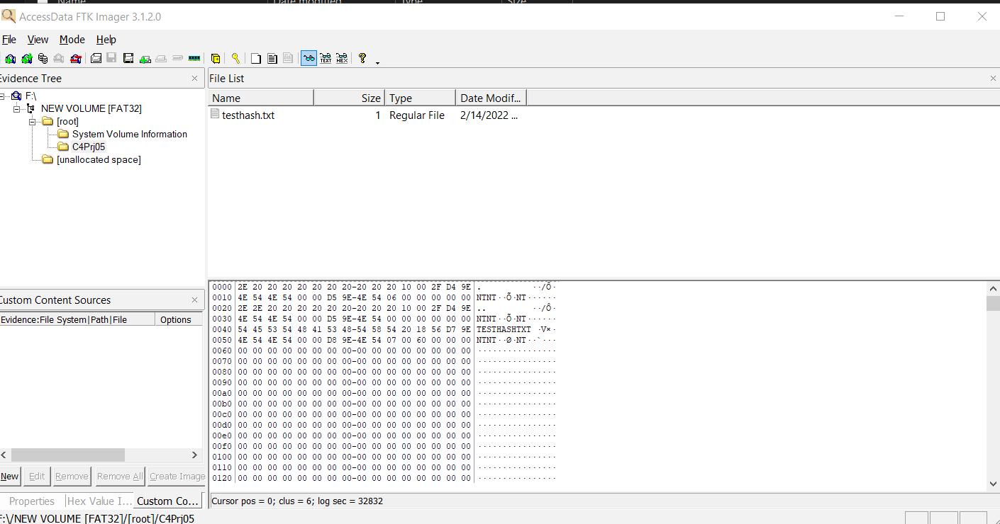 Name Date modified Type Size
AccessData FTK Imager 3.1.2.0
File View Mode Help
TEXT HEX ?
Evidence Tree
File List
F:\
NEW VOLUME [FAT32]
[root]
System Volume Information
C4Prj05
[unallocated space]
Name Size Type Date Modif...
testhash.txt 1 Regular File 2/14/2022 ...
Custom Content Sources
Evidence:File System|Path|File Options
New Edit Remove Remove All Create Image
Properties Hex Value I... Custom Co...
0000 2E 20 20 20 20 20 20 20-20 20 20 10 00 2F D4 9E . ··/Ô·
0010 4E 54 4E 54 00 00 D5 9E-4E 54 06 00 00 00 00 00 NTNT··Õ·NT······
0020 2E 2E 20 20 20 20 20 20-20 20 20 10 00 2F D4 9E .. ··/Ô·
0030 4E 54 4E 54 00 00 D5 9E-4E 54 00 00 00 00 00 00 NTNT··Õ·NT······
0040 54 45 53 54 48 41 53 48-54 58 54 20 18 56 D7 9E TESTHASHTXT ·V×·
0050 4E 54 4E 54 00 00 D8 9E-4E 54 07 00 60 00 00 00 NTNT··Ø·NT··`···
0060 00 00 00 00 00 00 00 00-00 00 00 00 00 00 00 00 ················
0070 00 00 00 00 00 00 00 00-00 00 00 00 00 00 00 00 ················
0080 00 00 00 00 00 00 00 00-00 00 00 00 00 00 00 00 ················
0090 00 00 00 00 00 00 00 00-00 00 00 00 00 00 00 00 ················
00a0 00 00 00 00 00 00 00 00-00 00 00 00 00 00 00 00 ················
00b0 00 00 00 00 00 00 00 00-00 00 00 00 00 00 00 00 ················
00c0 00 00 00 00 00 00 00 00-00 00 00 00 00 00 00 00 ················
00d0 00 00 00 00 00 00 00 00-00 00 00 00 00 00 00 00 ················
00e0 00 00 00 00 00 00 00 00-00 00 00 00 00 00 00 00 ················
00f0 00 00 00 00 00 00 00 00-00 00 00 00 00 00 00 00 ················
0100 00 00 00 00 00 00 00 00-00 00 00 00 00 00 00 00 ················
0110 00 00 00 00 00 00 00 00-00 00 00 00 00 00 00 00 ················
0120 00 00 00 00 00 00 00 00-00 00 00 00 00 00 00 00 ················
Cursor pos = 0; clus = 6; log sec = 32832
F:\/NEW VOLUME [FAT32]/[root]/C4Prj05